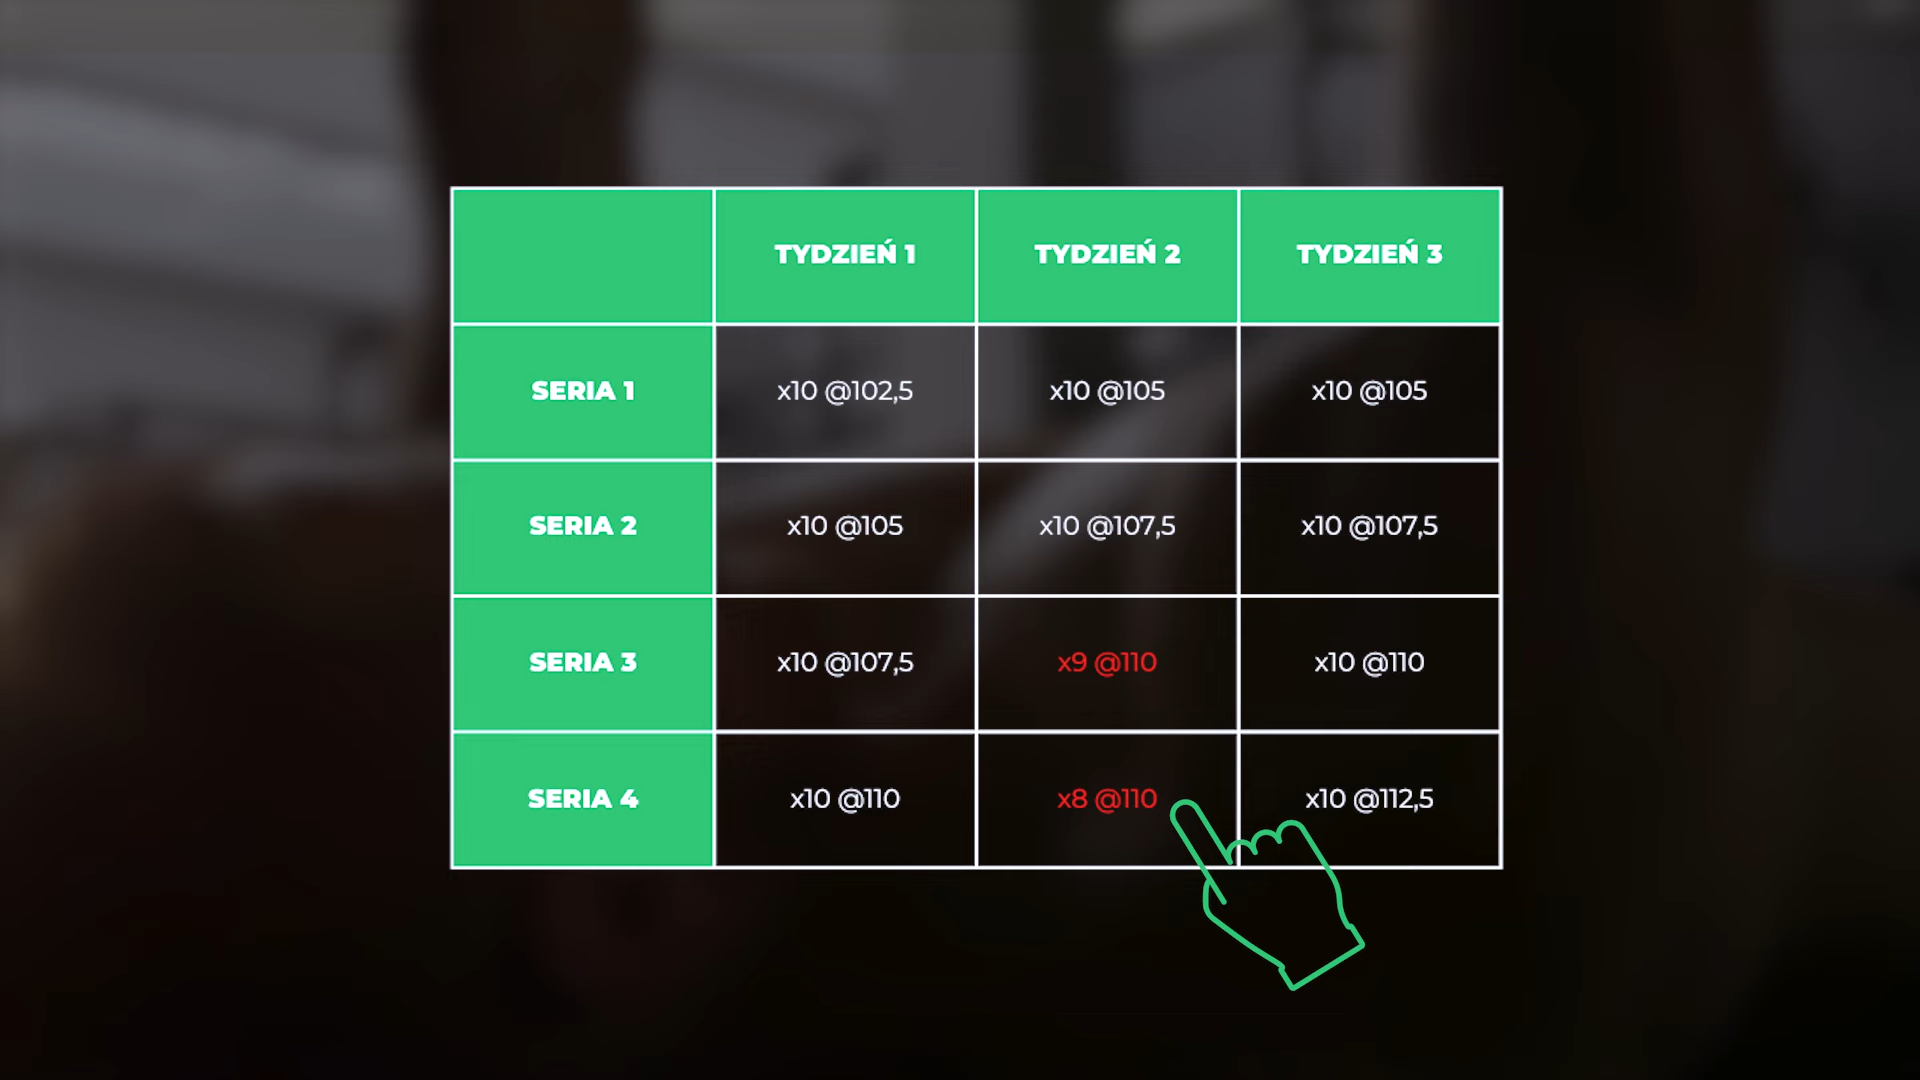 TYDZIEŃ 1 TYDZIEŃ 2 TYDZIEŃ 3
SERIA 1 x10 @102,5 x10 @105 x10 @105
SERIA 2 x10 @105 x10 @107,5 x10 @107,5
SERIA 3 x10 @107,5 x9 @110 x10 @110
SERIA 4 x10 @110 x8 @110 x10 @112,5